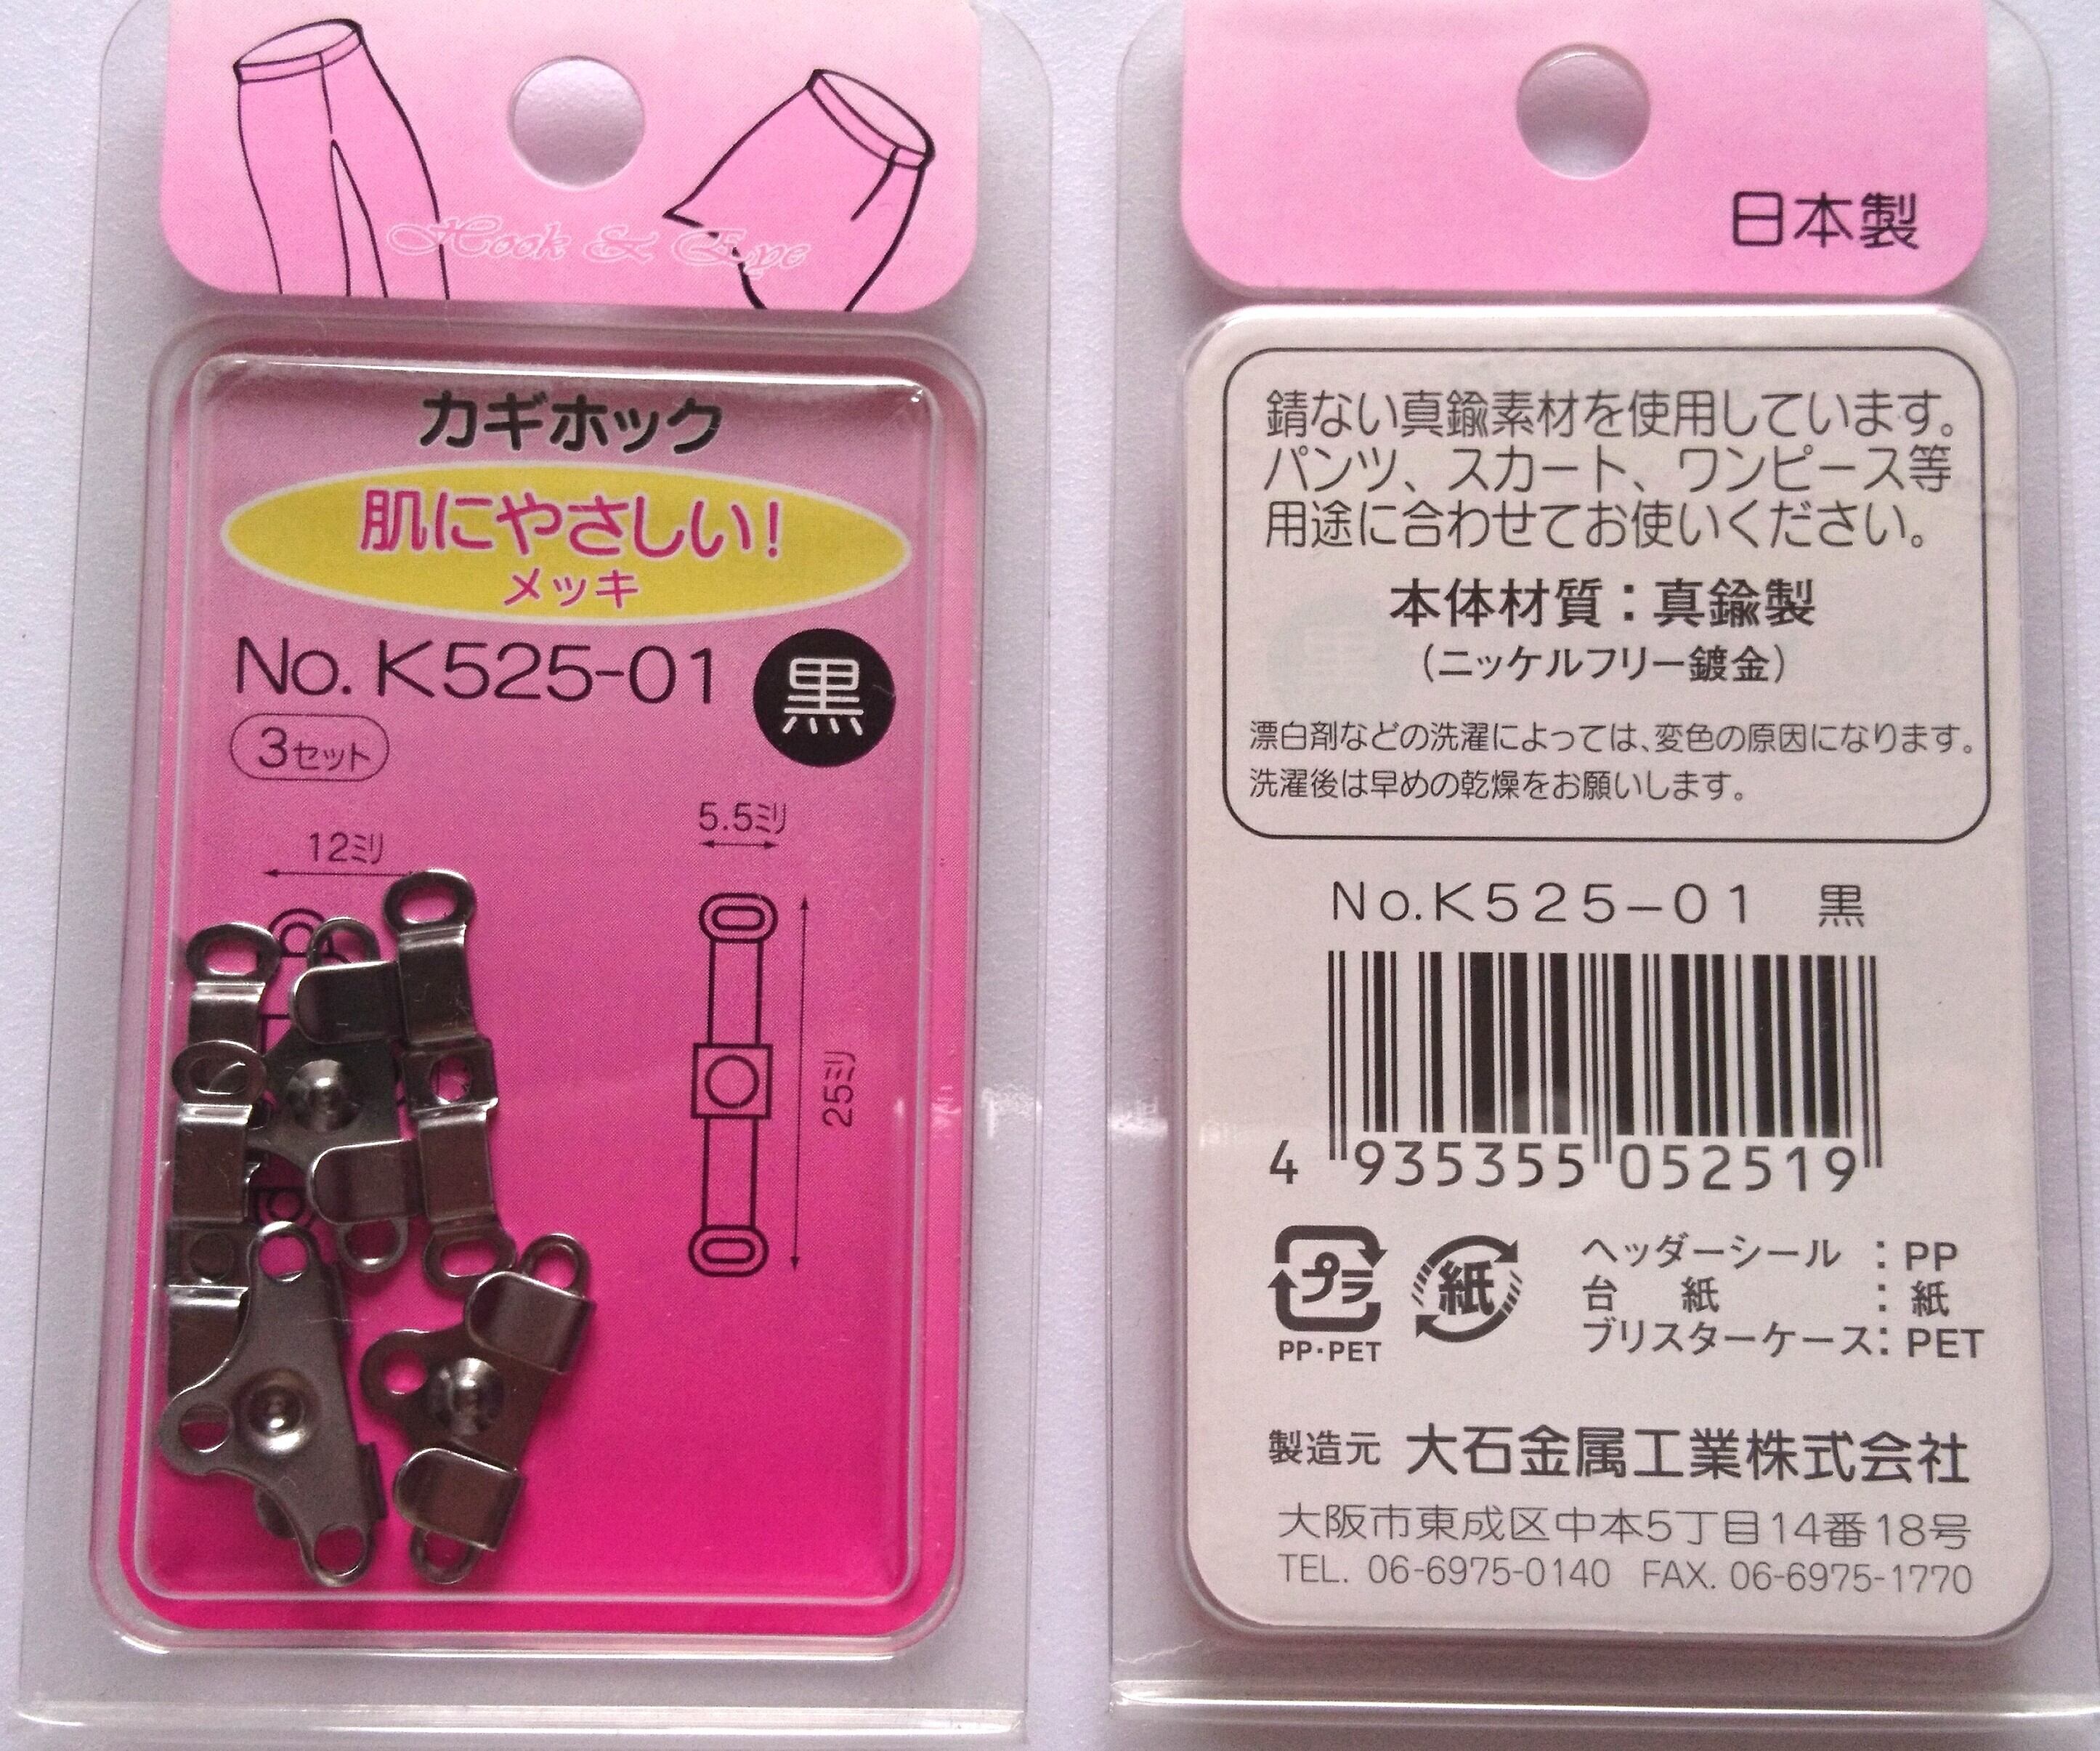 Hook & Eye
カギホック
肌にやさしい!
メッキ
No. K525-01 黒
3セット
12ミリ
5.5ミリ
25ミリ
日本製
錆ない真鍮素材を使用しています。
パンツ、スカート、ワンピース等
用途に合わせてお使いください。
本体材質：真鍮製
(ニッケルフリー鍍金)
漂白剤などの洗濯によっては、変色の原因になります。
洗濯後は早めの乾燥をお願いします。
No.K525-01 黒
4 935355 052519
プラ
PP・PET
紙
ヘッダーシール ： PP
台 紙 ： 紙
ブリスターケース： PET
製造元 大石金属工業株式会社
大阪市東成区中本5丁目14番18号
TEL. 06-6975-0140 FAX. 06-6975-1770